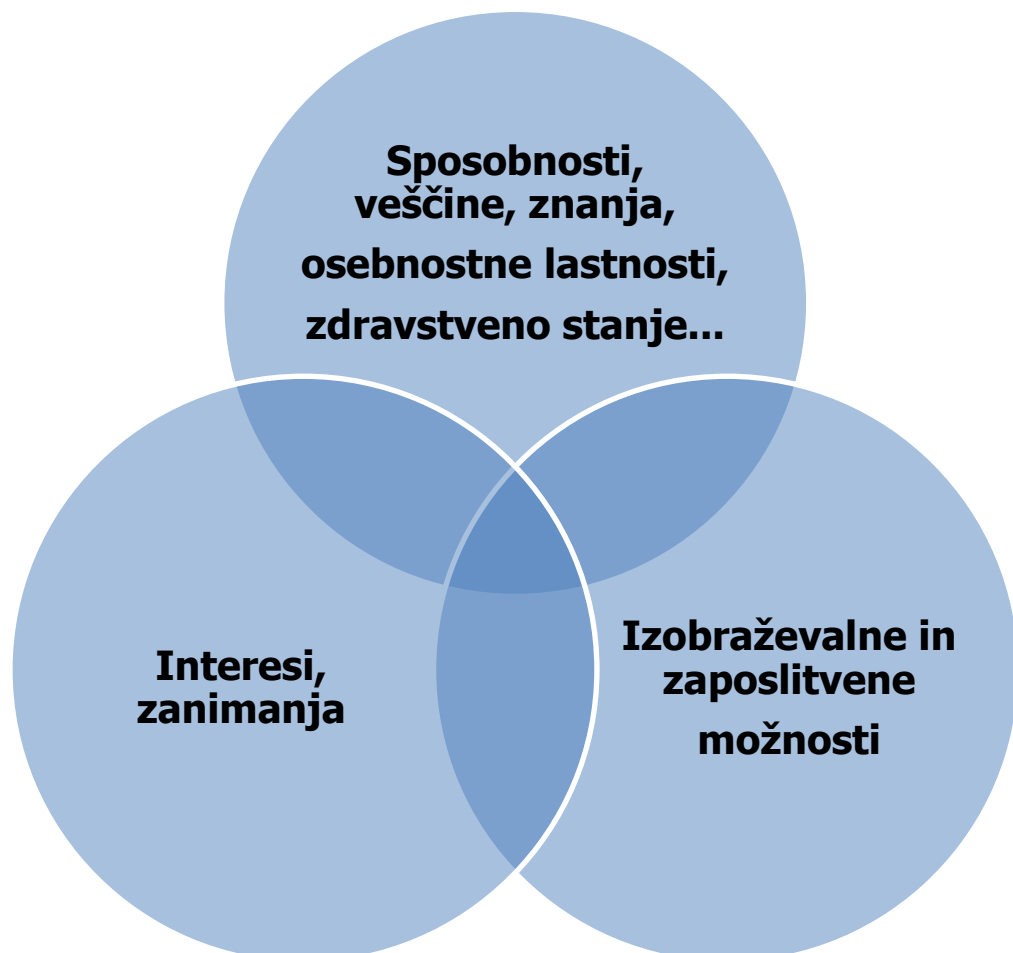 Sposobnosti,
veščine, znanja,
osebnostne lastnosti,
zdravstveno stanje...
Interesi,
zanimanja
Izobraževalne in
zaposlitvene
možnosti